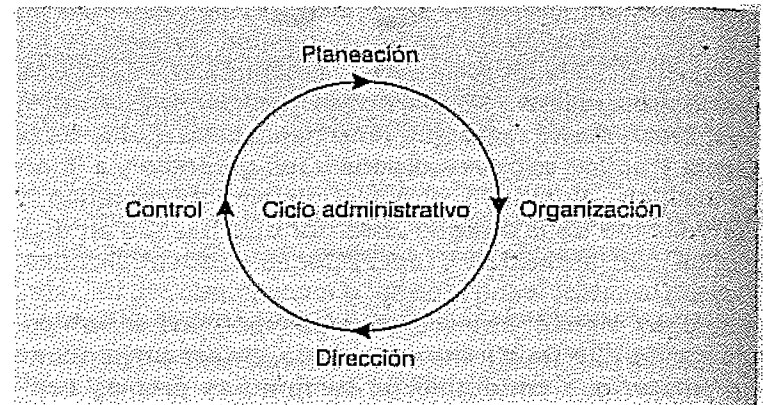 Planeación
Control
Ciclo administrativo
Organización
Dirección